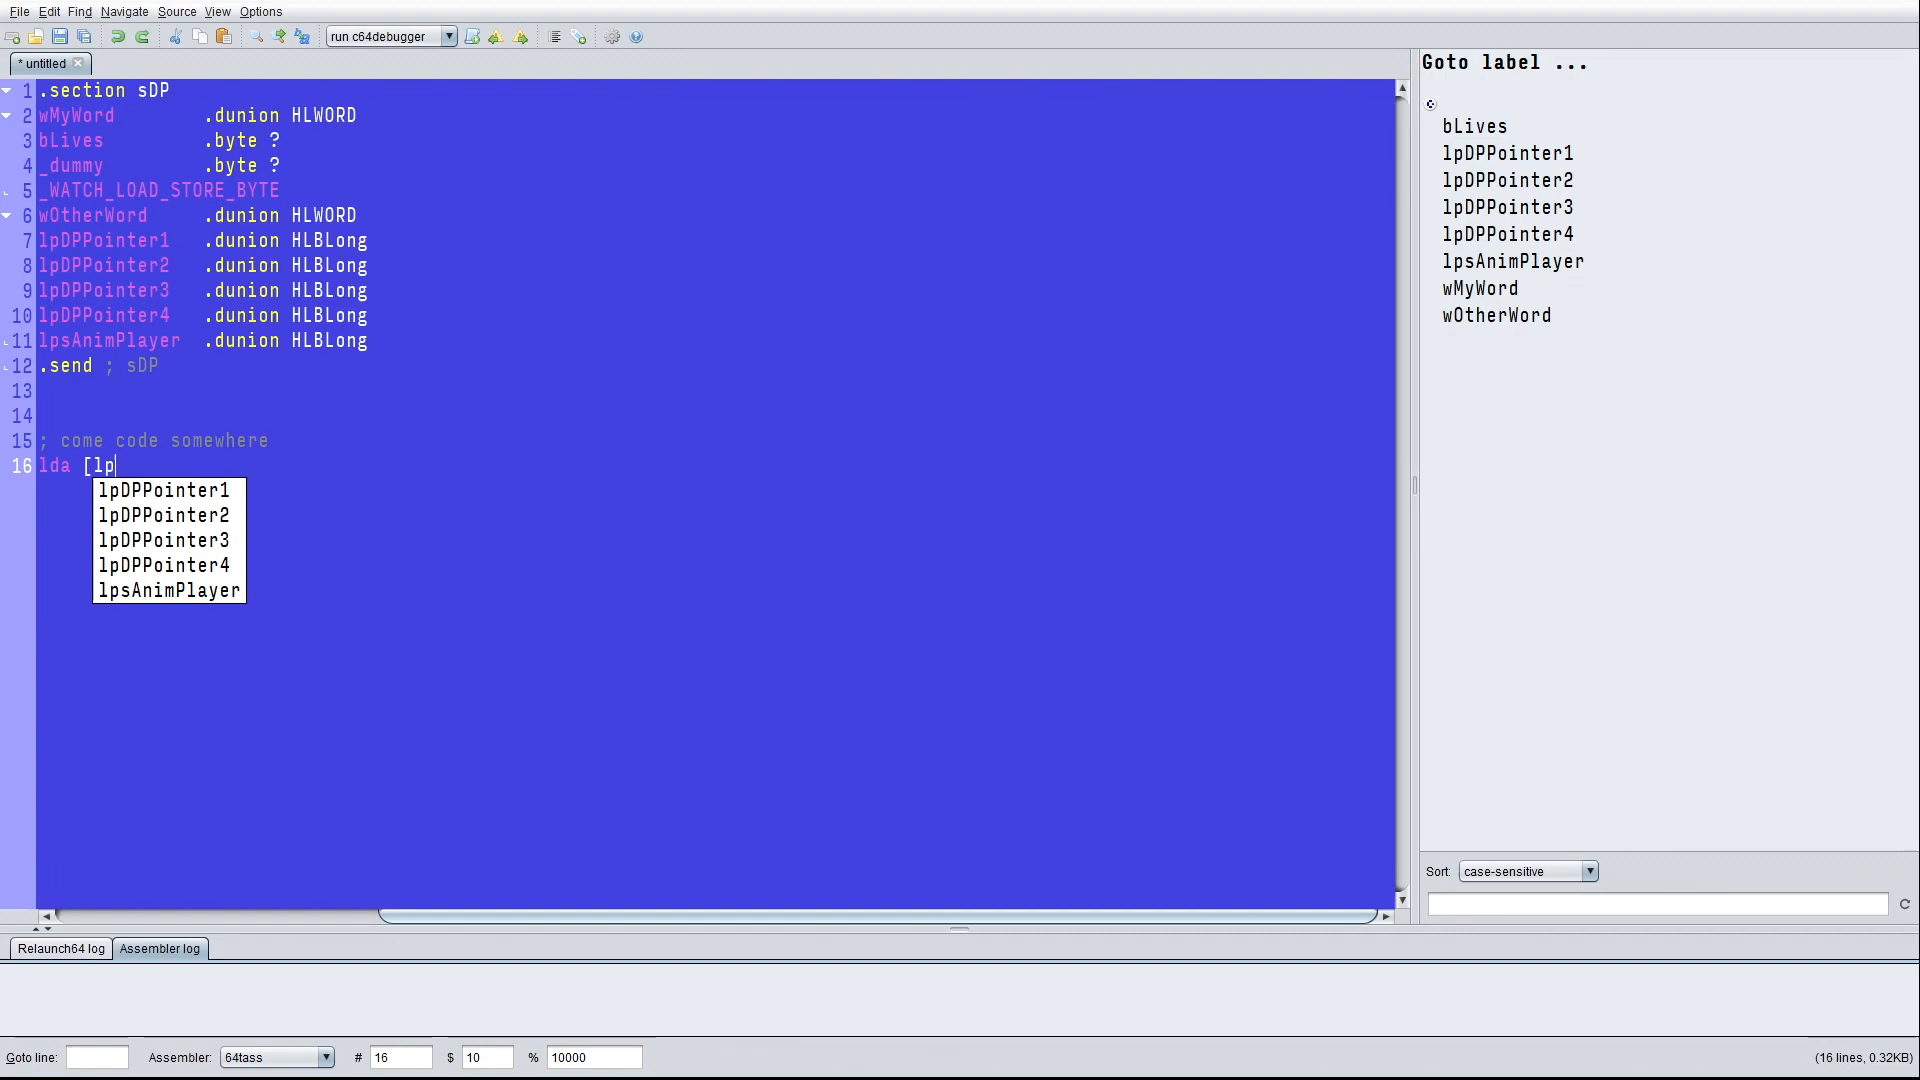 File Edit Find Navigate Source View Options
run c64debugger
* untitled
Goto label ...
1 .section sDP
2 wMyWord .dunion HLWORD
3 bLives .byte ?
4 _dummy .byte ?
5 _WATCH_LOAD_STORE_BYTE
6 wOtherWord .dunion HLWORD
7 lpDPPointer1 .dunion HLBLong
8 lpDPPointer2 .dunion HLBLong
9 lpDPPointer3 .dunion HLBLong
10 lpDPPointer4 .dunion HLBLong
11 lpsAnimPlayer .dunion HLBLong
12 .send ; sDP
13
14
15 ; come code somewhere
16 lda [lp
lpDPPointer1
lpDPPointer2
lpDPPointer3
lpDPPointer4
lpsAnimPlayer
bLives
lpDPPointer1
lpDPPointer2
lpDPPointer3
lpDPPointer4
lpsAnimPlayer
wMyWord
wOtherWord
Sort: case-sensitive
Relaunch64 log Assembler log
Goto line: Assembler: 64tass # 16 $ 10 % 10000 (16 lines, 0.32KB)